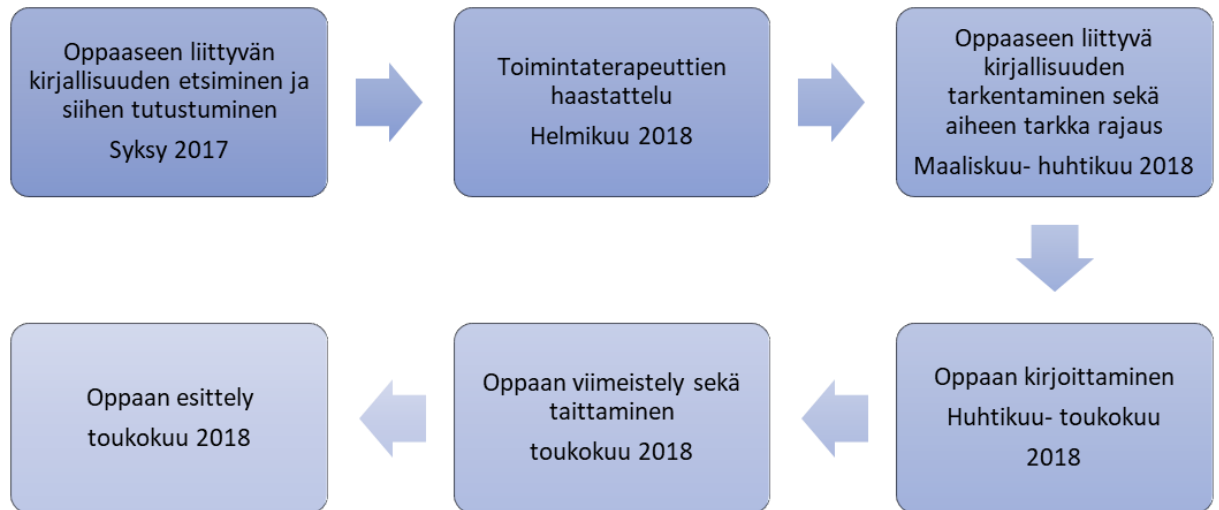 Oppaaseen liittyvän
kirjallisuuden etsiminen ja
siihen tutustuminen
Syksy 2017
Toimintaterapeuttien
haastattelu
Helmikuu 2018
Oppaaseen liittyvä
kirjallisuuden
tarkentaminen sekä
aiheen tarkka rajaus
Maaliskuu- huhtikuu 2018
Oppaan kirjoittaminen
Huhtikuu- toukokuu
2018
Oppaan viimeistely sekä
taittaminen
toukokuu 2018
Oppaan esittely
toukokuu 2018